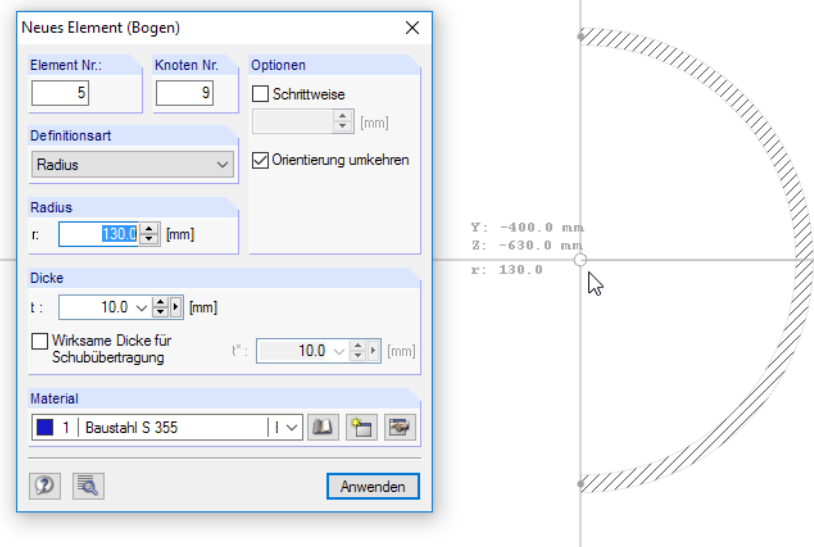 Neues Element (Bogen)
Element Nr.:
Knoten Nr.
Optionen
5
9
Schrittweise
[mm]
Definitionsart
Radius
Orientierung umkehren
Radius
r:
130.0
[mm]
Y: -400.0 mm
Z: -630.0 mm
r: 130.0
Dicke
t :
10.0
[mm]
Wirksame Dicke für
Schubübertragung
t* :
10.0
[mm]
Material
1
Baustahl S 355
Anwenden